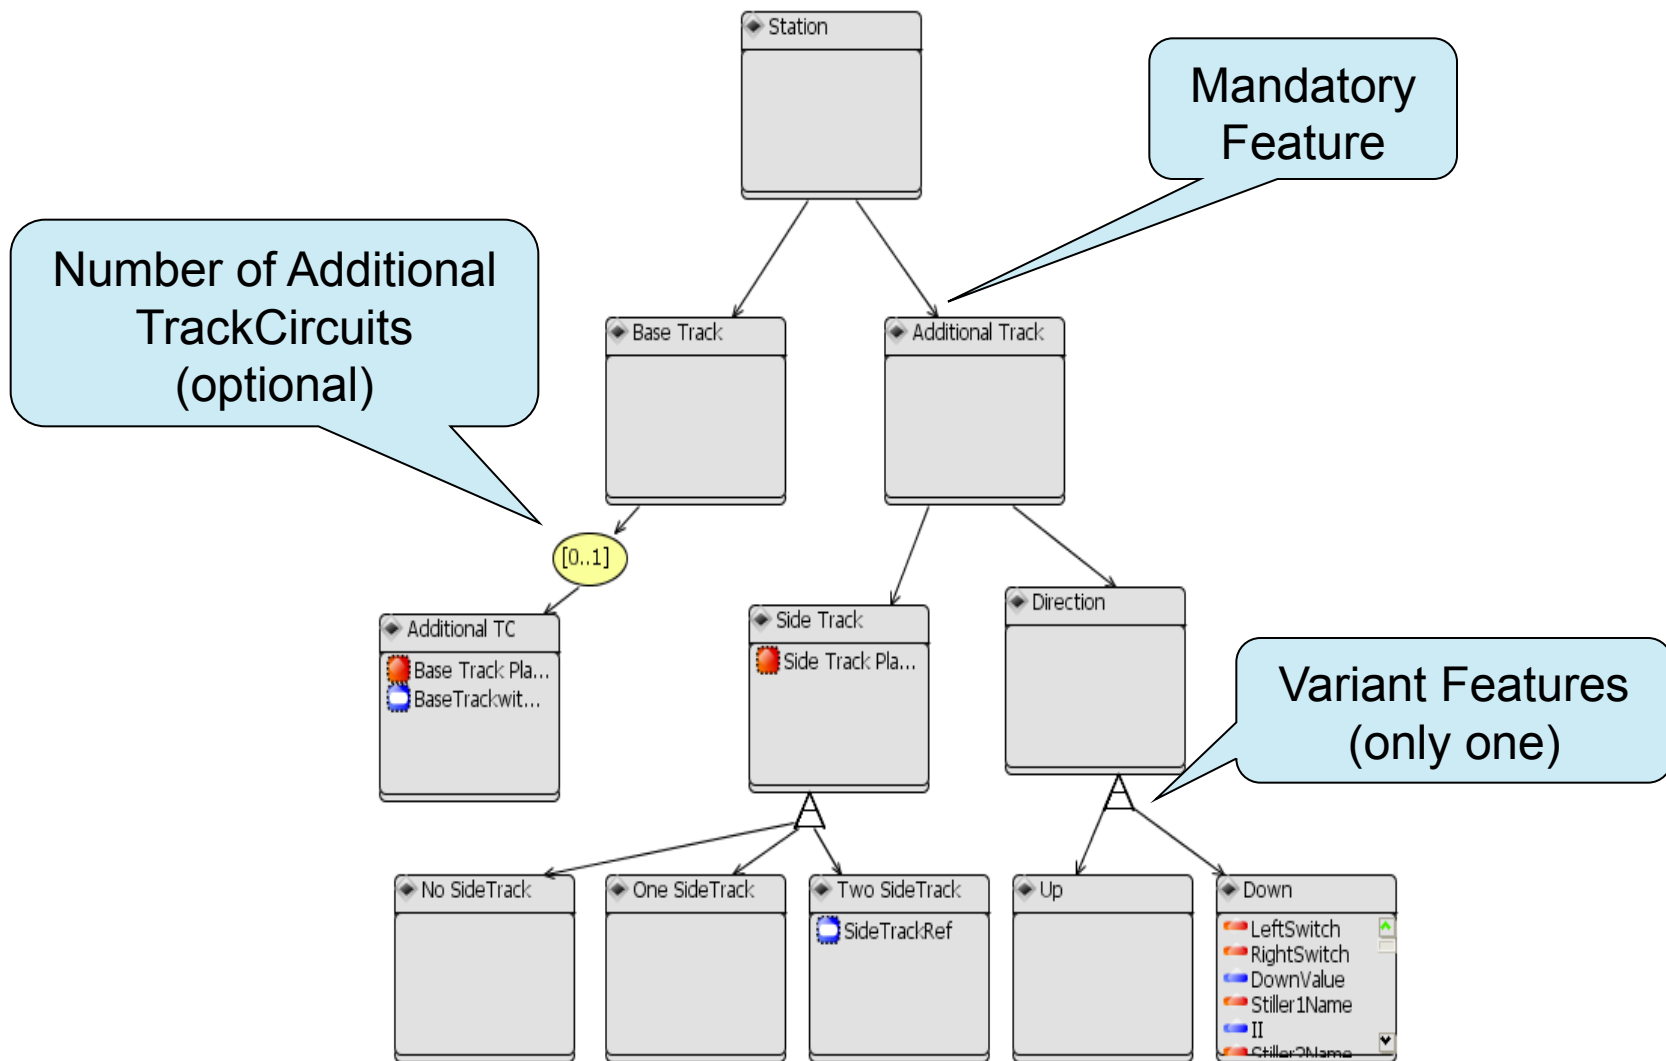 Station
Mandatory
Feature
Number of Additional
TrackCircuits
(optional)
Base Track
Additional Track
[0..1]
Additional TC
Base Track Pla...
BaseTrackwit...
Side Track
Side Track Pla...
Direction
Variant Features
(only one)
No SideTrack
One SideTrack
Two SideTrack
SideTrackRef
Up
Down
LeftSwitch
RightSwitch
DownValue
Stiller1Name
II
Stiller2Name